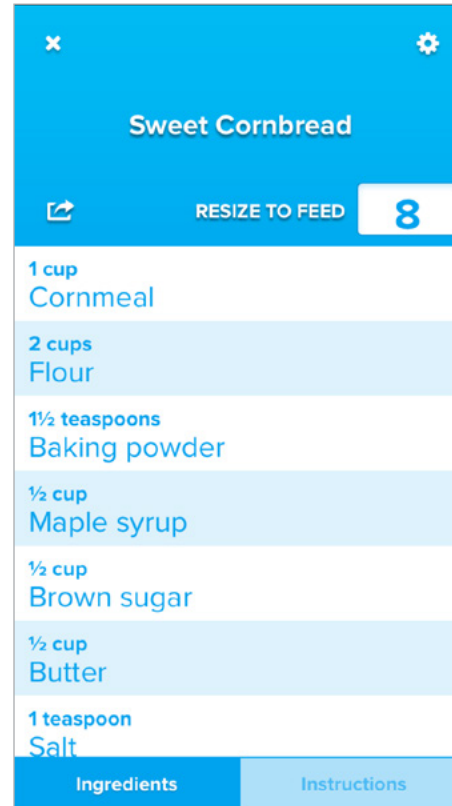 Sweet Cornbread
RESIZE TO FEED 8
1 cup
Cornmeal
2 cups
Flour
1½ teaspoons
Baking powder
½ cup
Maple syrup
½ cup
Brown sugar
½ cup
Butter
1 teaspoon
Salt
Ingredients Instructions